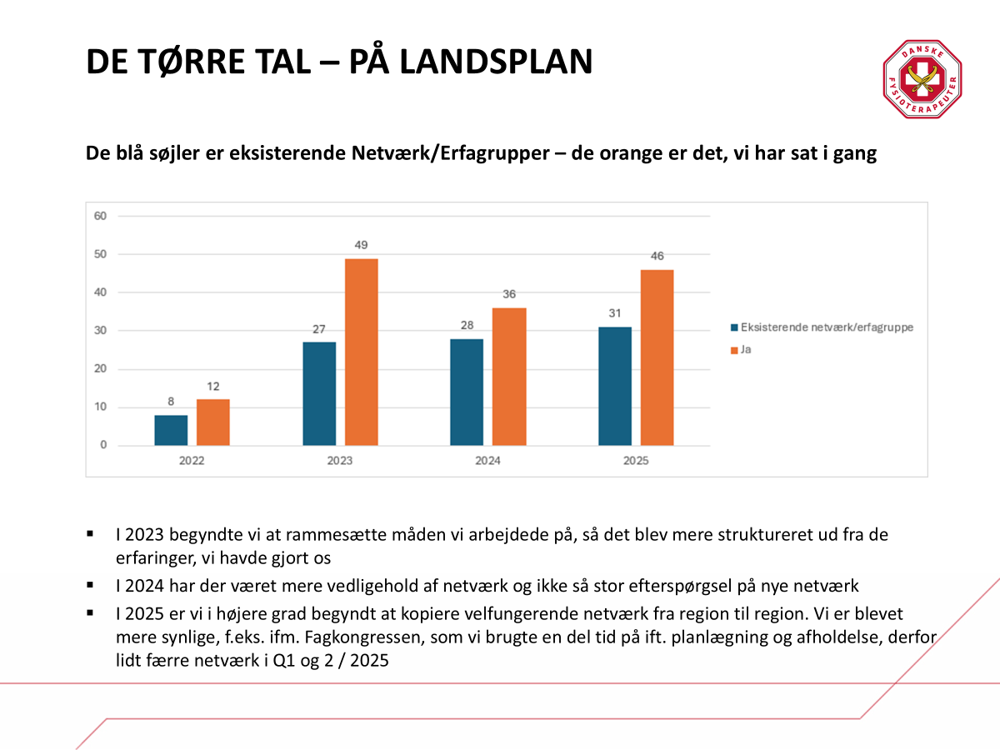 DE TØRRE TAL – PÅ LANDSPLAN
DANSKE
FYSIOTERAPEUTER
De blå søjler er eksisterende Netværk/Erfagrupper – de orange er det, vi har sat i gang
60
50
40
30
20
10
0
8
12
27
49
28
36
31
46
2022
2023
2024
2025
Eksisterende netværk/erfagruppe
Ja
▪ I 2023 begyndte vi at rammesætte måden vi arbejdede på, så det blev mere struktureret ud fra de
erfaringer, vi havde gjort os
▪ I 2024 har der været mere vedligehold af netværk og ikke så stor efterspørgsel på nye netværk
▪ I 2025 er vi i højere grad begyndt at kopiere velfungerende netværk fra region til region. Vi er blevet
mere synlige, f.eks. ifm. Fagkongressen, som vi brugte en del tid på ift. planlægning og afholdelse, derfor
lidt færre netværk i Q1 og 2 / 2025